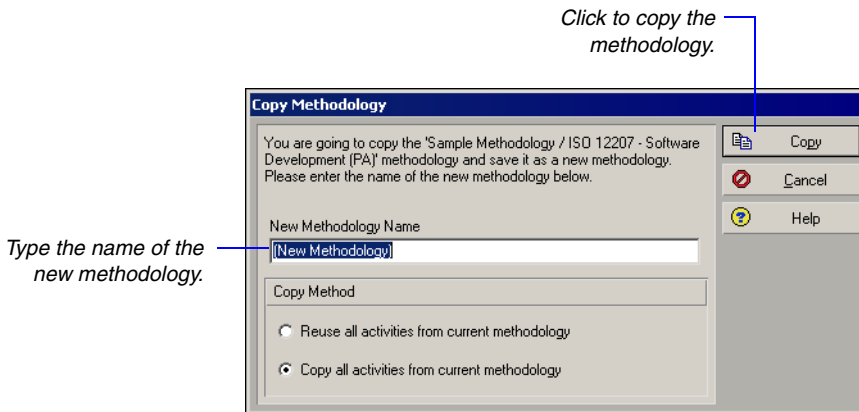 Click to copy the
methodology.
Copy Methodology
You are going to copy the 'Sample Methodology / ISO 12207 - Software
Development (PA)' methodology and save it as a new methodology.
Please enter the name of the new methodology below.
Copy
Cancel
Help
New Methodology Name
Type the name of the
new methodology.
(New Methodology)
Copy Method
Reuse all activities from current methodology
Copy all activities from current methodology